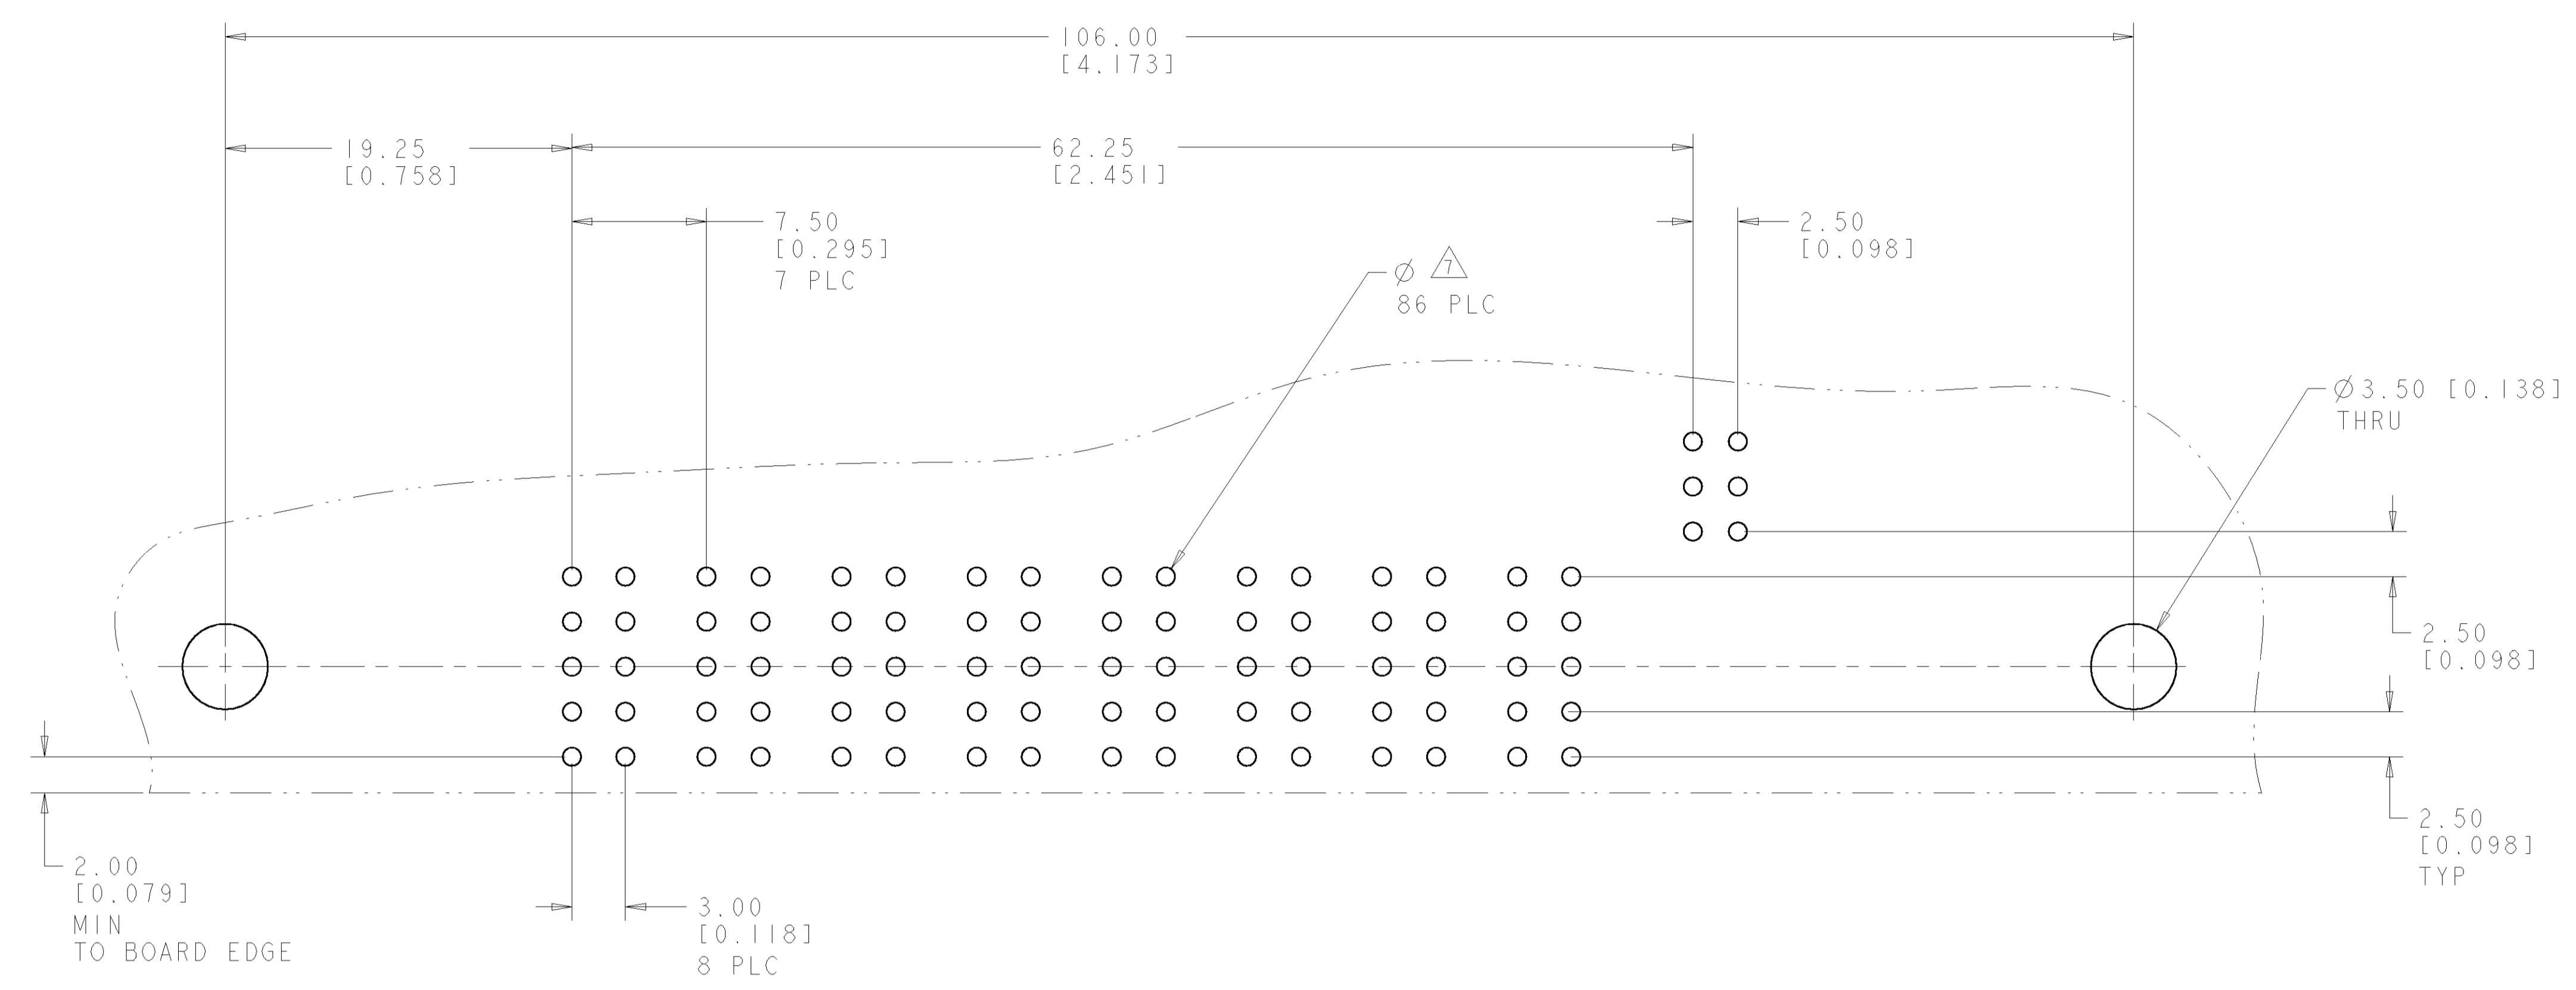 106.00
[4.173]
19.25
[0.758]
62.25
[2.451]
7.50
[0.295]
7 PLC
2.50
[0.098]
Ø 7
86 PLC
Ø3.50 [0.138]
THRU
2.50
[0.098]
2.50
[0.098]
TYP
2.00
[0.079]
MIN
TO BOARD EDGE
3.00
[0.118]
8 PLC